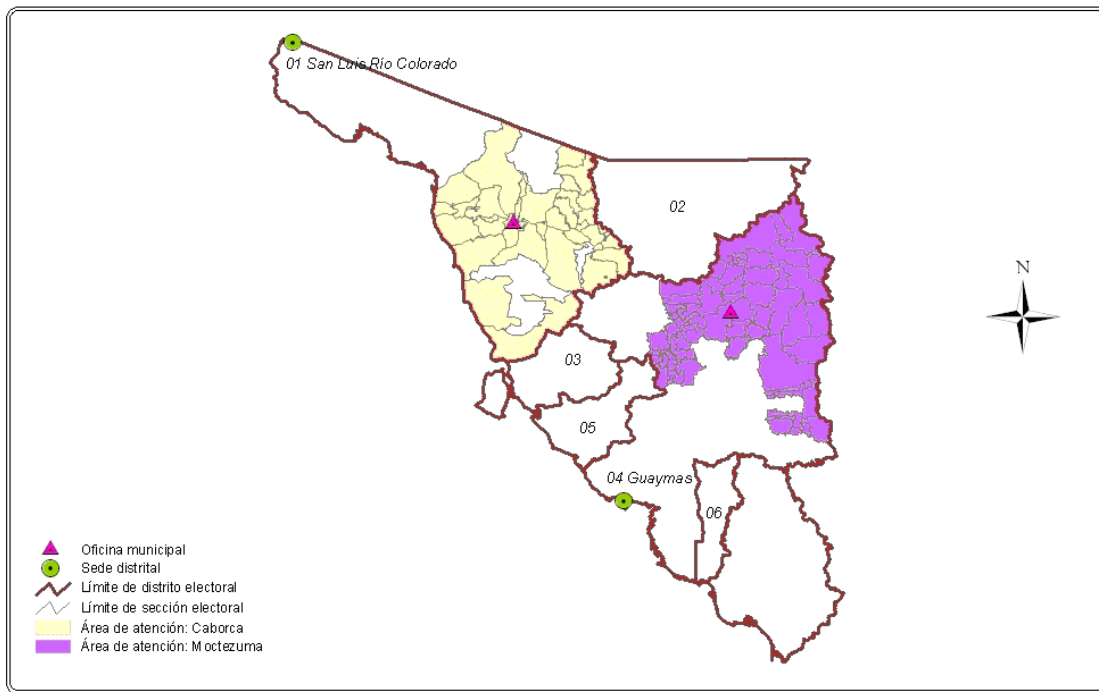 01 San Luis Río Colorado
02
N
03
05
04 Guaymas
06
Oficina municipal
Sede distrital
Límite de distrito electoral
Límite de sección electoral
Área de atención: Caborca
Área de atención: Moctezuma